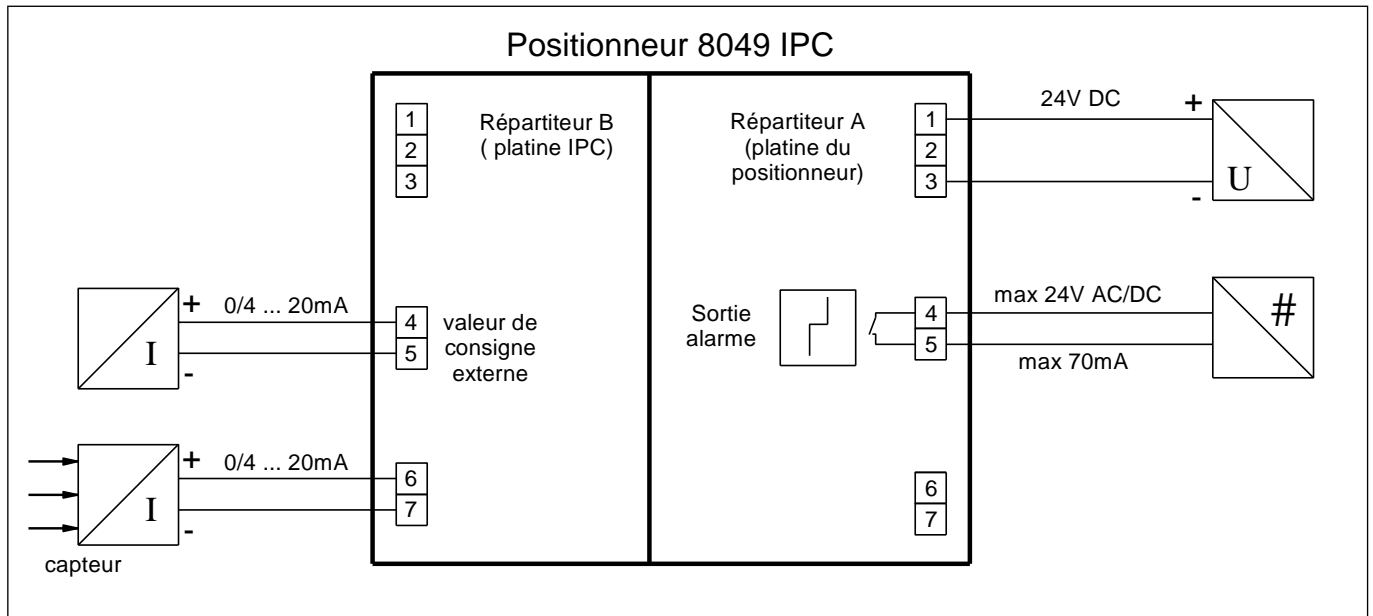 Positionneur 8049 IPC
1
2
3
Répartiteur B
( platine IPC)
Répartiteur A
(platine du
positionneur)
1
2
3
24V DC
+
-
U
+
0/4 ... 20mA
I
-
4
5
valeur de
consigne
externe
Sortie
alarme
4
5
max 24V AC/DC
max 70mA
#
+
0/4 ... 20mA
I
-
6
7
6
7
capteur